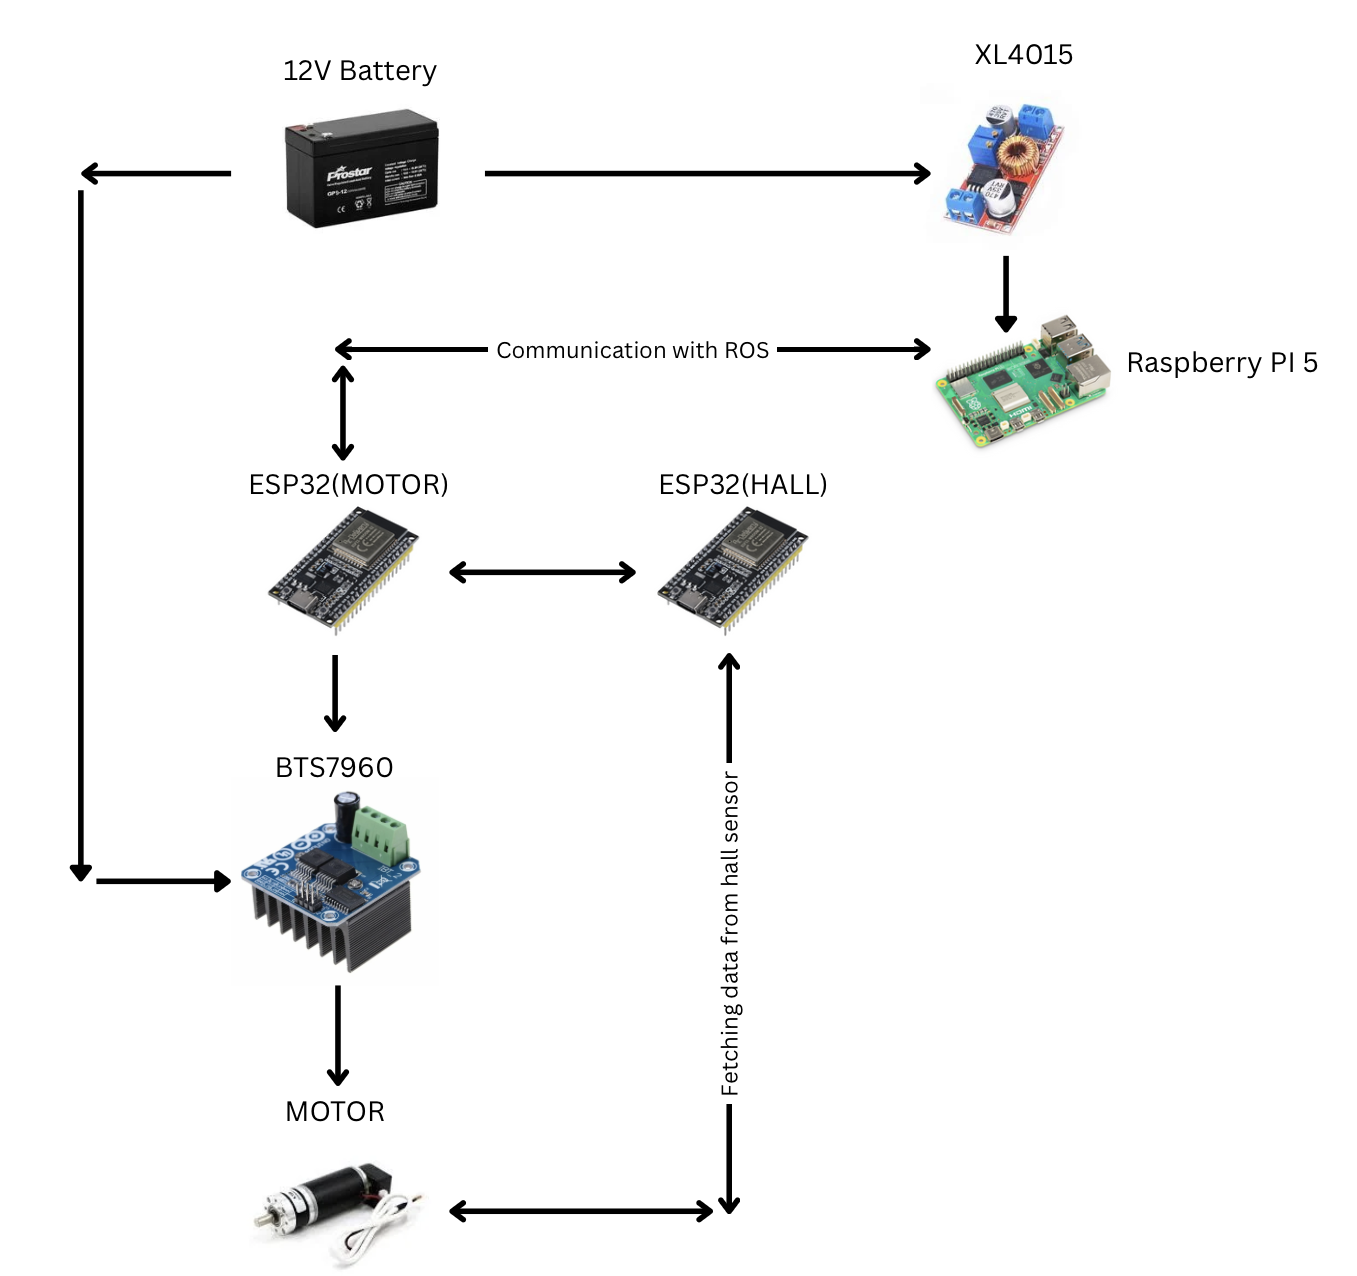 12V Battery
XL4015
Prostar
Communication with ROS
Raspberry PI 5
ESP32(MOTOR)
ESP32(HALL)
BTS7960
Fetching data from hall sensor
MOTOR